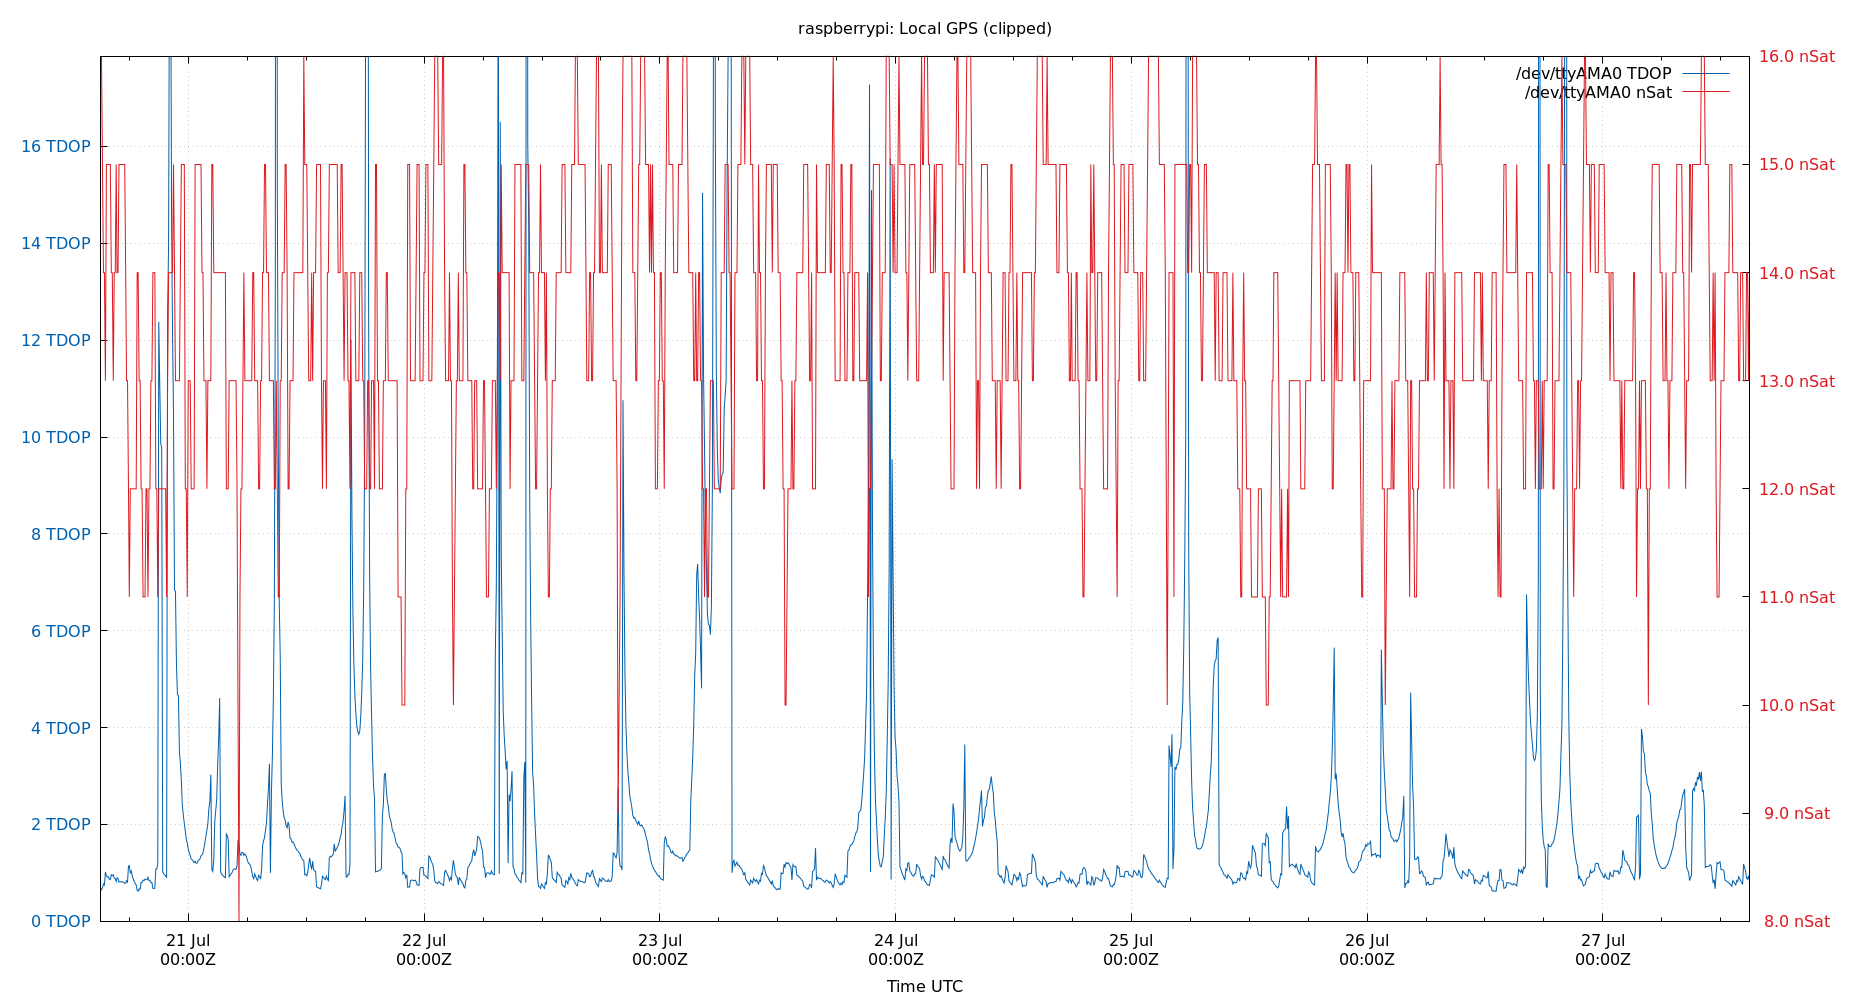 raspberrypi: Local GPS (clipped)
/dev/ttyAMA0 TDOP
/dev/ttyAMA0 nSat
16 TDOP
14 TDOP
12 TDOP
10 TDOP
8 TDOP
6 TDOP
4 TDOP
2 TDOP
0 TDOP
16.0 nSat
15.0 nSat
14.0 nSat
13.0 nSat
12.0 nSat
11.0 nSat
10.0 nSat
9.0 nSat
8.0 nSat
21 Jul
00:00Z
22 Jul
00:00Z
23 Jul
00:00Z
24 Jul
00:00Z
25 Jul
00:00Z
26 Jul
00:00Z
27 Jul
00:00Z
Time UTC